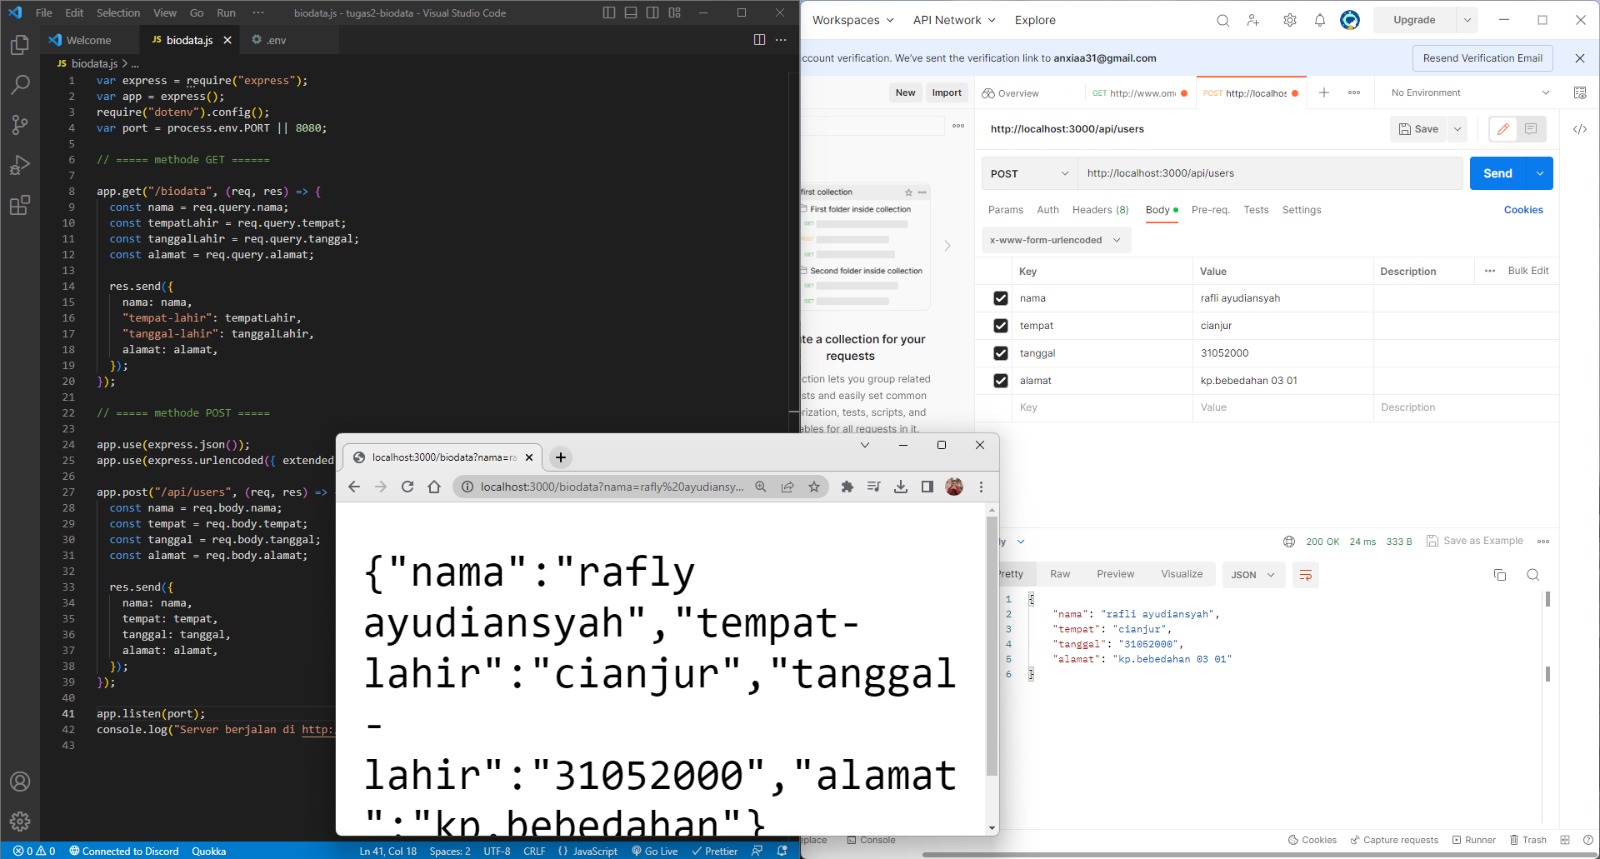 File Edit Selection View Go Run ··· biodata.js - tugas2-biodata - Visual Studio Code
Welcome
JS biodata.js
.env
JS biodata.js > ...
1 var express = require("express");
2 var app = express();
3 require("dotenv").config();
4 var port = process.env.PORT || 8080;
5
6 // ===== methode GET ======
7
8 app.get("/biodata", (req, res) => {
9 const nama = req.query.nama;
10 const tempatLahir = req.query.tempat;
11 const tanggalLahir = req.query.tanggal;
12 const alamat = req.query.alamat;
13
14 res.send({
15 nama: nama,
16 "tempat-lahir": tempatLahir,
17 "tanggal-lahir": tanggalLahir,
18 alamat: alamat,
19 });
20 });
21
22 // ===== methode POST =====
23
24 app.use(express.json());
25 app.use(express.urlencoded({ extended
26
27 app.post("/api/users", (req, res) =>
28 const nama = req.body.nama;
29 const tempat = req.body.tempat;
30 const tanggal = req.body.tanggal;
31 const alamat = req.body.alamat;
32
33 res.send({
34 nama: nama,
35 tempat: tempat,
36 tanggal: tanggal,
37 alamat: alamat,
38 });
39 });
40
41 app.listen(port);
42 console.log("Server berjalan di http:
43
0 0 Connected to Discord Quokka Ln 41, Col 18 Spaces: 2 UTF-8 CRLF {} JavaScript Go Live Prettier
localhost:3000/biodata?nama=ra
localhost:3000/biodata?nama=rafly%20ayudiansy...
{"nama":"rafly
ayudiansyah","tempat-
lahir":"cianjur","tanggal
-
lahir":"31052000","alamat
":"kp.bebedahan"}
Workspaces API Network Explore Upgrade
ccount verification. We've sent the verification link to anxiaa31@gmail.com Resend Verification Email
New Import
Overview GET http://www.om POST http://localhos No Environment
http://localhost:3000/api/users Save
POST http://localhost:3000/api/users Send
Params Auth Headers (8) Body Pre-req. Tests Settings Cookies
x-www-form-urlencoded
Key Value Description ··· Bulk Edit
nama rafli ayudiansyah
tempat cianjur
tanggal 31052000
alamat kp.bebedahan 03 01
Key Value Description
first collection
First folder inside collection
GET
GET
Second folder inside collection
GET
GET
te a collection for your
requests
ction lets you group related
sts and easily set common
rization, tests, scripts, and
ables for all requests in it.
ly 200 OK 24 ms 333 B Save as Example
retty Raw Preview Visualize JSON
1 {
2 "nama": "rafli ayudiansyah",
3 "tempat": "cianjur",
4 "tanggal": "31052000",
5 "alamat": "kp.bebedahan 03 01"
6 }
place Console Cookies Capture requests Runner Trash